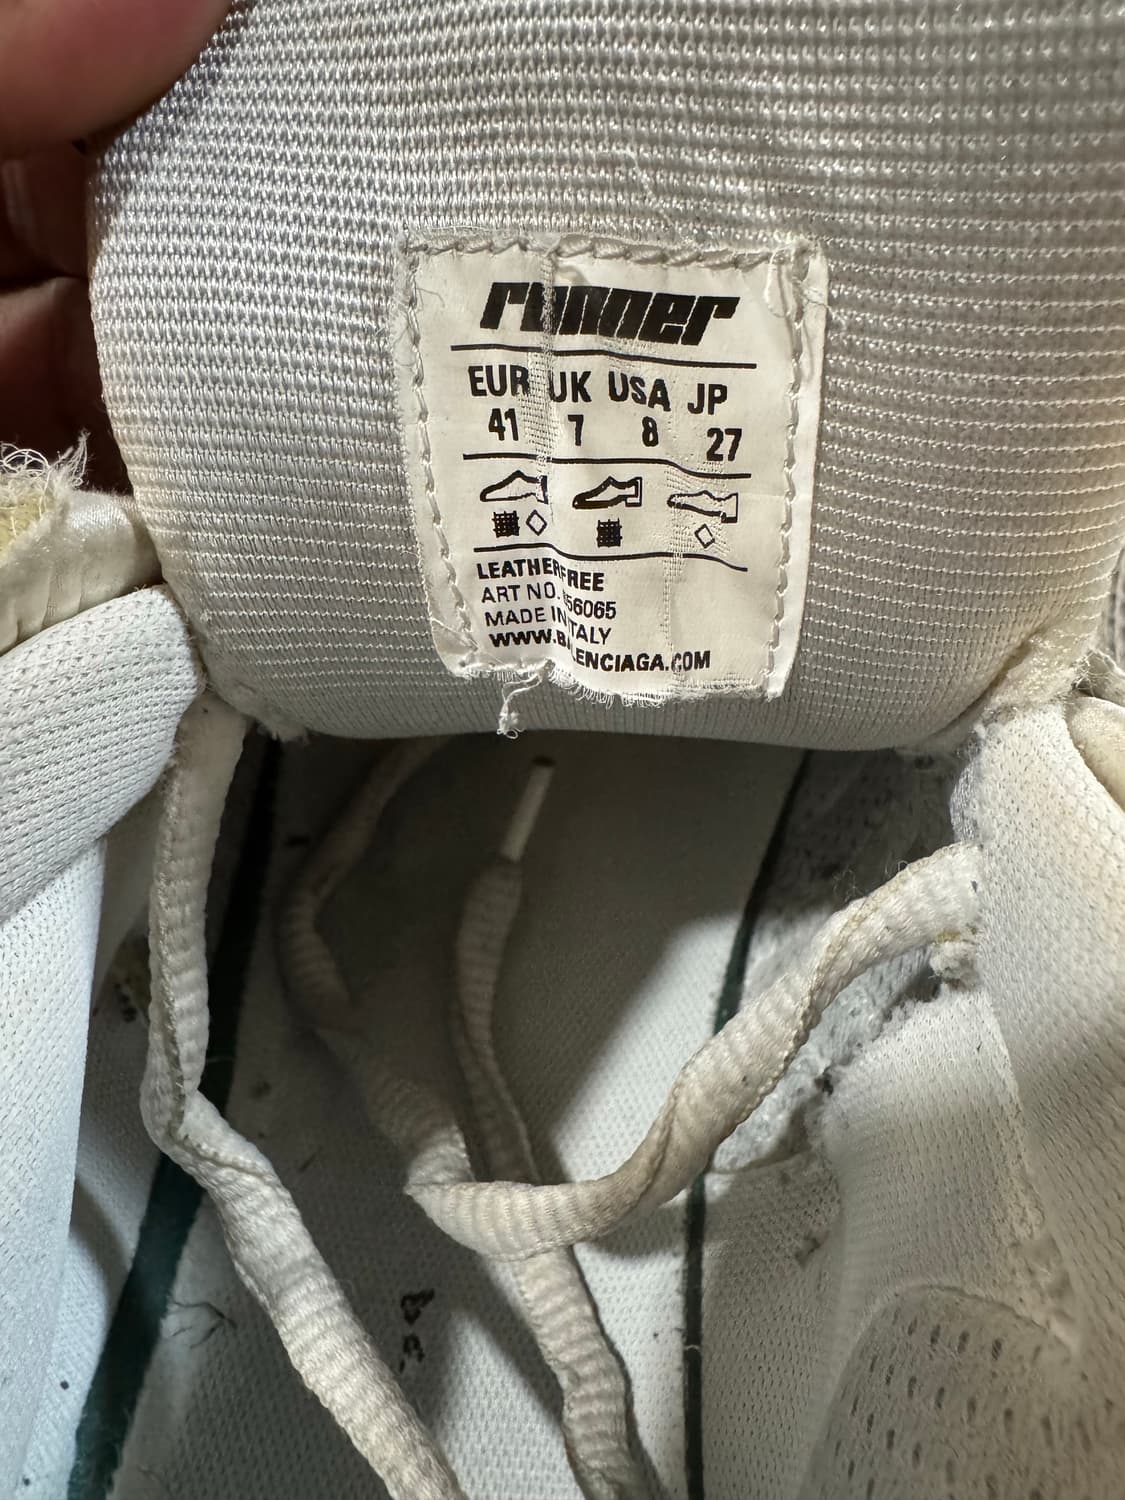 runner
EUR UK USA JP
41 7 8 27
LEATHERFREE
ART NO.
MADE IN ITALY
WWW.BALENCIAGA.COM